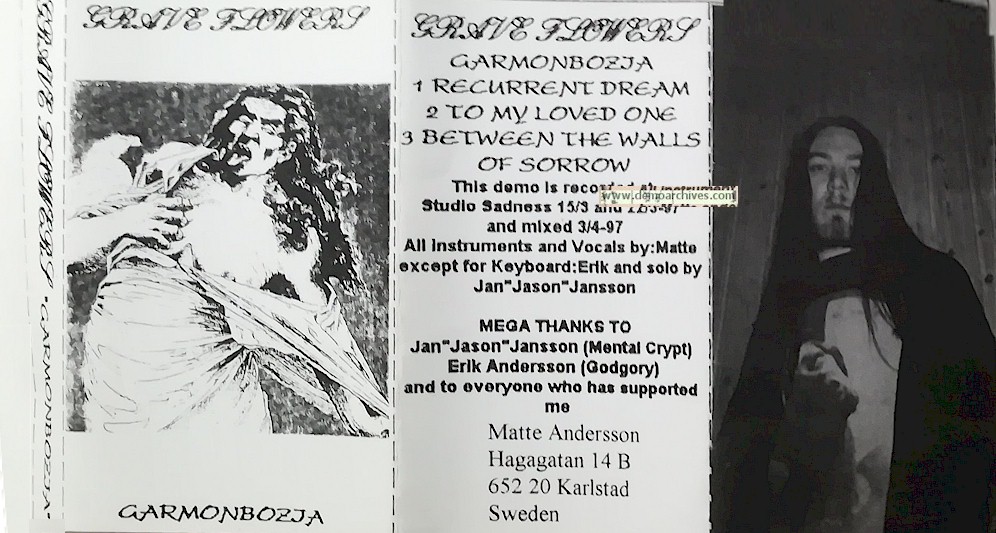 GRAVE FLOWERS "GARMONBOZJA"
GRAVE FLOWERS
GARMONBOZJA
GRAVE FLOWERS
GARMONBOZJA
1 RECURRENT DREAM
2 TO MY LOVED ONE
3 BETWEEN THE WALLS
OF SORROW
This demo is recorded
www.demoarchives.com
Studio Sadness 15/3 and
and mixed 3/4-97
All Instruments and Vocals by:Matte
except for Keyboard:Erik and solo by
Jan"Jason"Jansson
MEGA THANKS TO
Jan"Jason"Jansson (Mental Crypt)
Erik Andersson (Godgory)
and to everyone who has supported
me
Matte Andersson
Hagagatan 14 B
652 20 Karlstad
Sweden